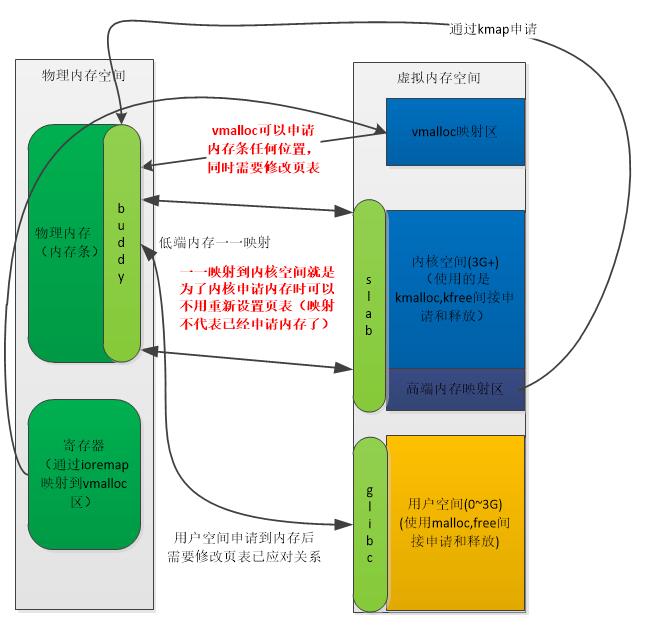 通过kmap申请
物理内存空间
虚拟内存空间
vmalloc映射区
vmalloc可以申请
内存条任何位置，
同时需要修改页表
物理内存
（内存条）
buddy
低端内存一一映射
一一映射到内核空间就是
为了内核申请内存时可以
不用重新设置页表（映射
不代表已经申请内存了）
slab
内核空间(3G+)
（使用的是
kmalloc,kfree间接申
请和释放）
高端内存映射区
寄存器
（通过ioremap
映射到vmalloc
区）
glibc
用户空间(0~3G)
(使用malloc,free间
接申请和释放)
用户空间申请到内存后
需要修改页表已应对关系